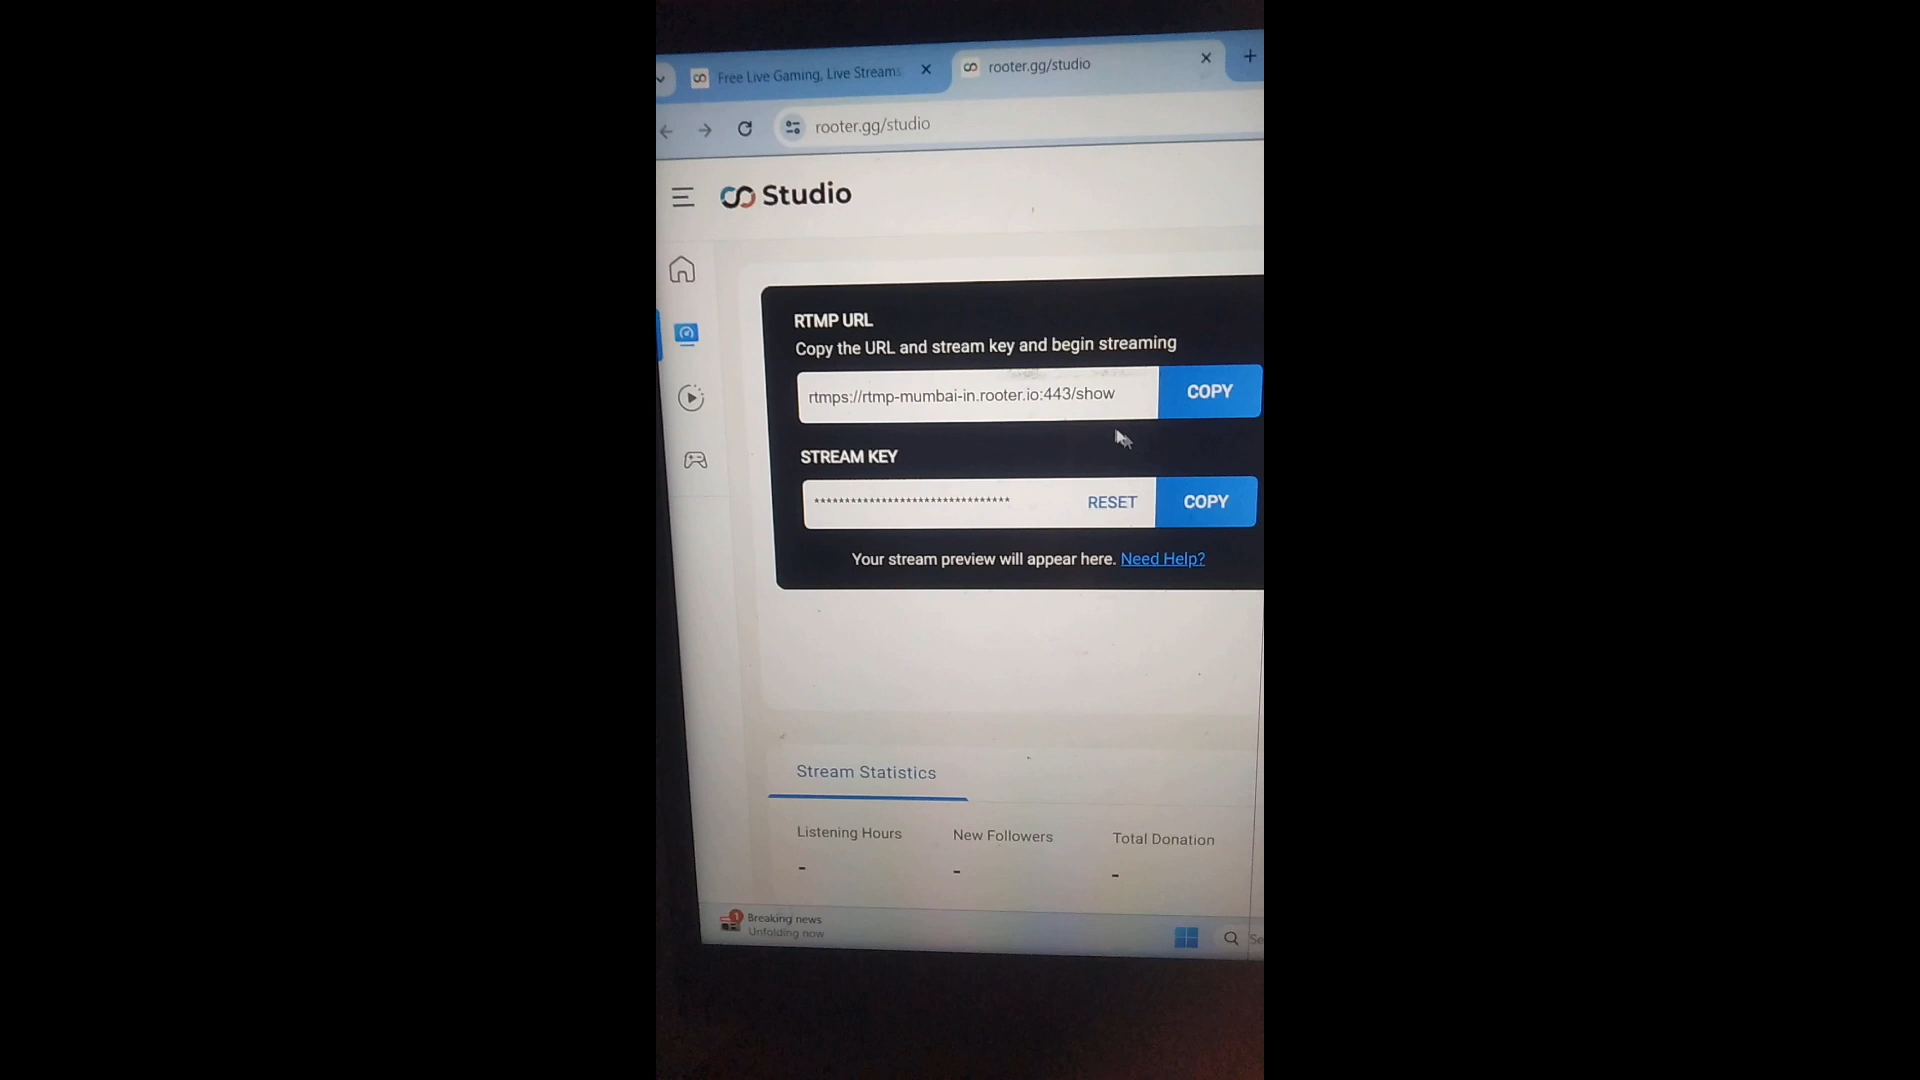 Free Live Gaming, Live Streams
rooter.gg/studio
rooter.gg/studio
Studio
RTMP URL
Copy the URL and stream key and begin streaming
rtmps://rtmp-mumbai-in.rooter.io:443/show
COPY
STREAM KEY
********************************
RESET
COPY
Your stream preview will appear here. Need Help?
Stream Statistics
Listening Hours
New Followers
Total Donation
-
-
-
1
Breaking news
Unfolding now
Se